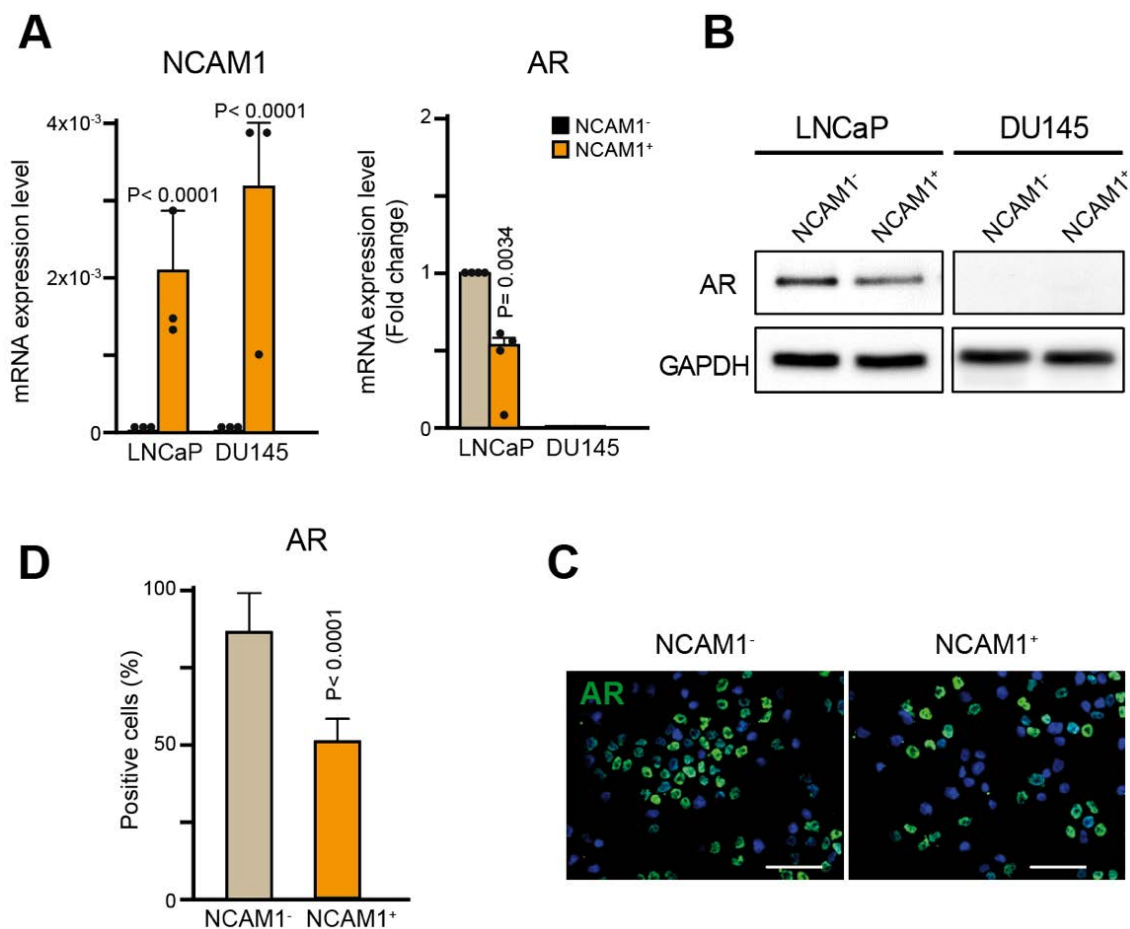 A
NCAM1
mRNA expression level
4x10⁻³
2x10⁻³
0
P< 0.0001
P< 0.0001
LNCaP DU145
AR
mRNA expression level
(Fold change)
2
1
0
P= 0.0034
NCAM1⁻
NCAM1⁺
LNCaP DU145
B
LNCaP DU145
NCAM1⁻ NCAM1⁺ NCAM1⁻ NCAM1⁺
AR
GAPDH
D
AR
Positive cells (%)
100
50
0
P< 0.0001
NCAM1⁻ NCAM1⁺
C
NCAM1⁻ NCAM1⁺
AR